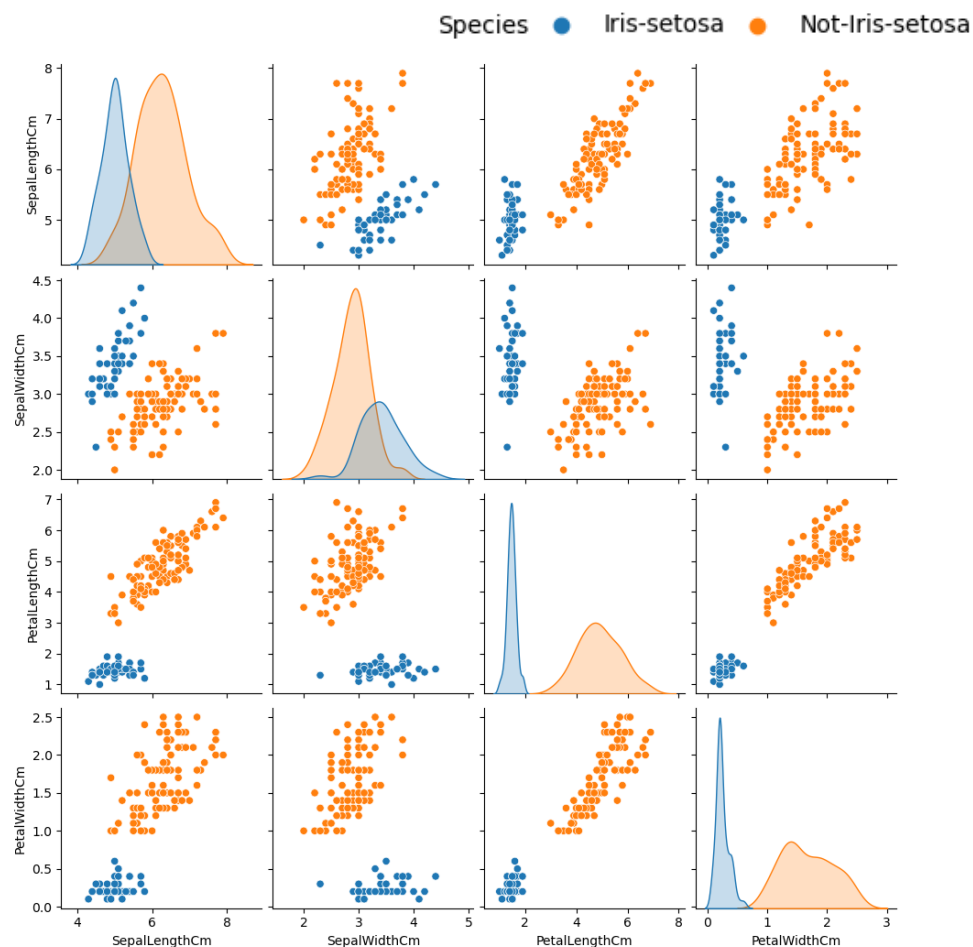 Species Iris-setosa Not-Iris-setosa
8
7
6
5
SepalLengthCm
4.5
4.0
3.5
3.0
2.5
2.0
SepalWidthCm
7
6
5
4
3
2
1
PetalLengthCm
2.5
2.0
1.5
1.0
0.5
0.0
PetalWidthCm
4 6 8
2 3 4 5
0 2 4 6 8
0 1 2 3
SepalLengthCm SepalWidthCm PetalLengthCm PetalWidthCm